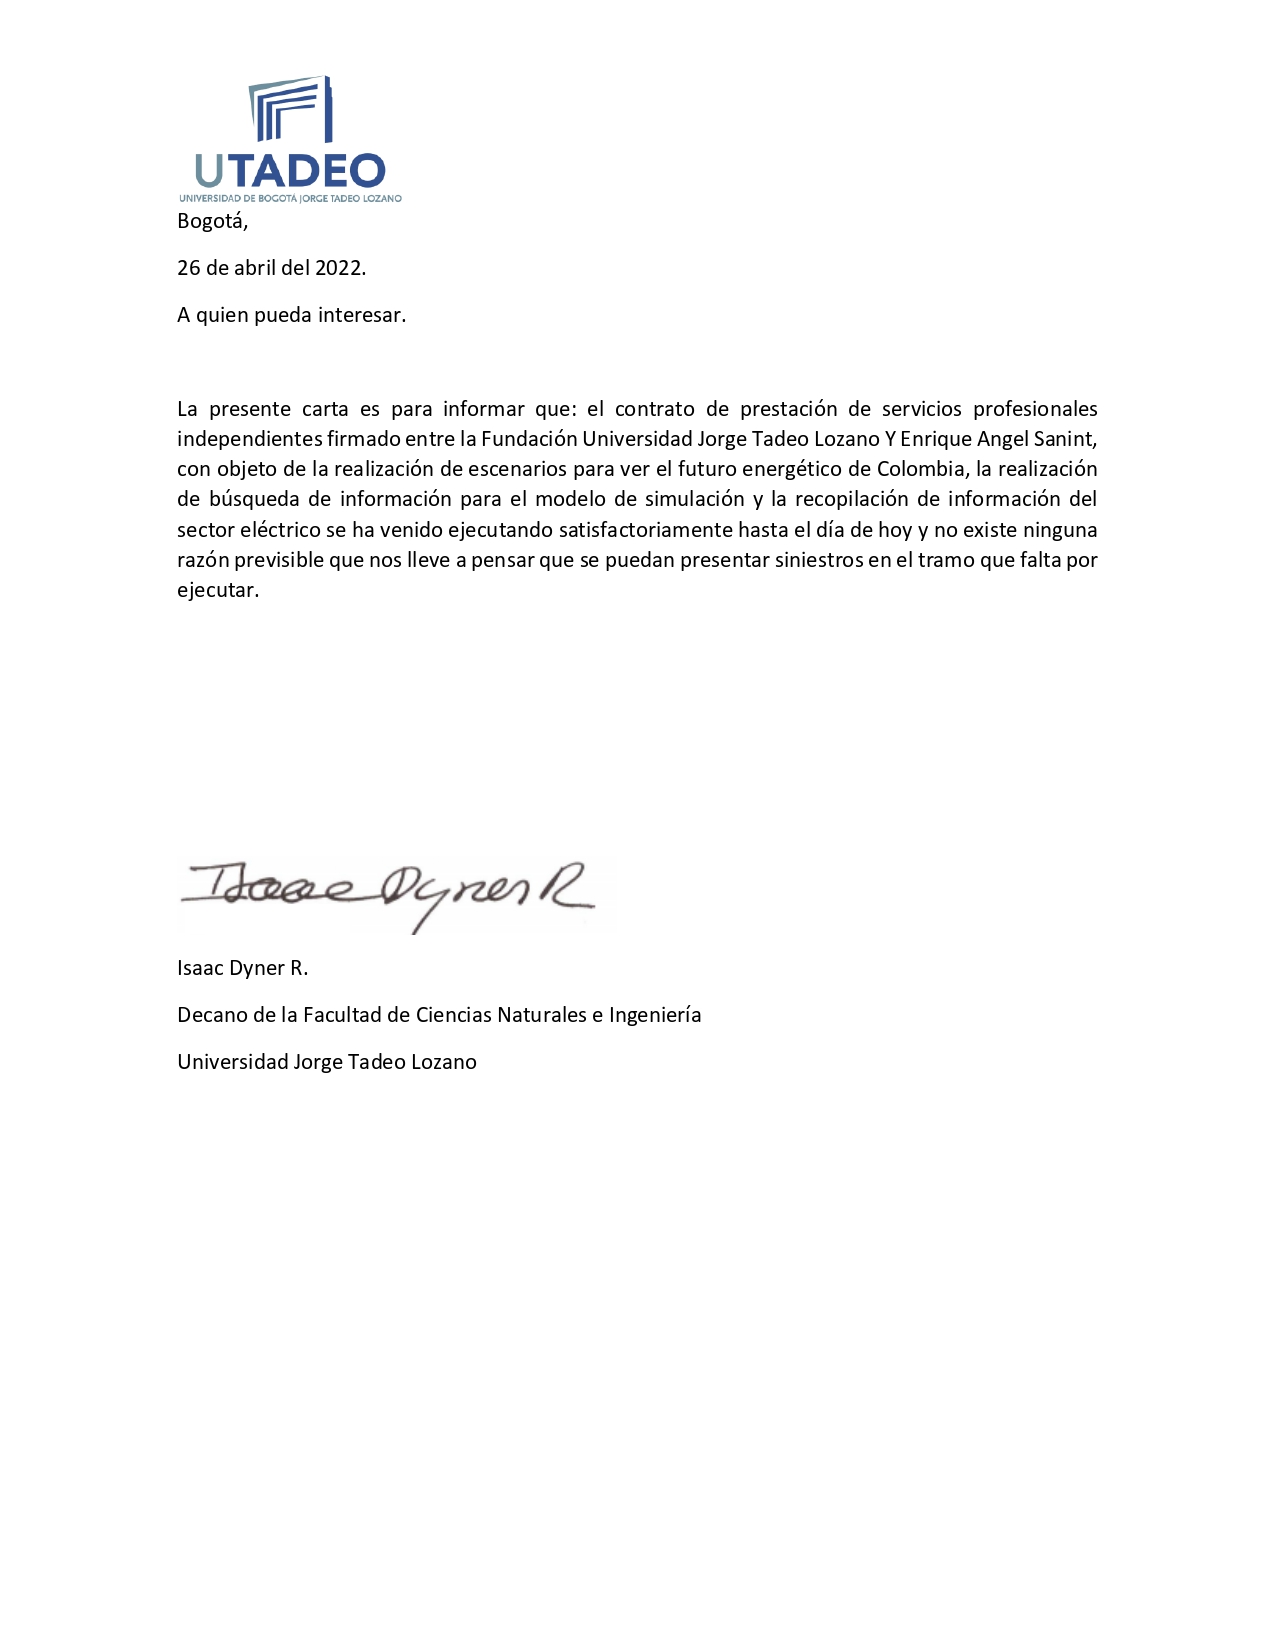 UTADEO
UNIVERSIDAD DE BOGOTÁ JORGE TADEO LOZANO
Bogotá,
26 de abril del 2022.
A quien pueda interesar.
La presente carta es para informar que: el contrato de prestación de servicios profesionales
independientes firmado entre la Fundación Universidad Jorge Tadeo Lozano Y Enrique Angel Sanint,
con objeto de la realización de escenarios para ver el futuro energético de Colombia, la realización
de búsqueda de información para el modelo de simulación y la recopilación de información del
sector eléctrico se ha venido ejecutando satisfactoriamente hasta el día de hoy y no existe ninguna
razón previsible que nos lleve a pensar que se puedan presentar siniestros en el tramo que falta por
ejecutar.
Isaac Dyner R
Isaac Dyner R.
Decano de la Facultad de Ciencias Naturales e Ingeniería
Universidad Jorge Tadeo Lozano